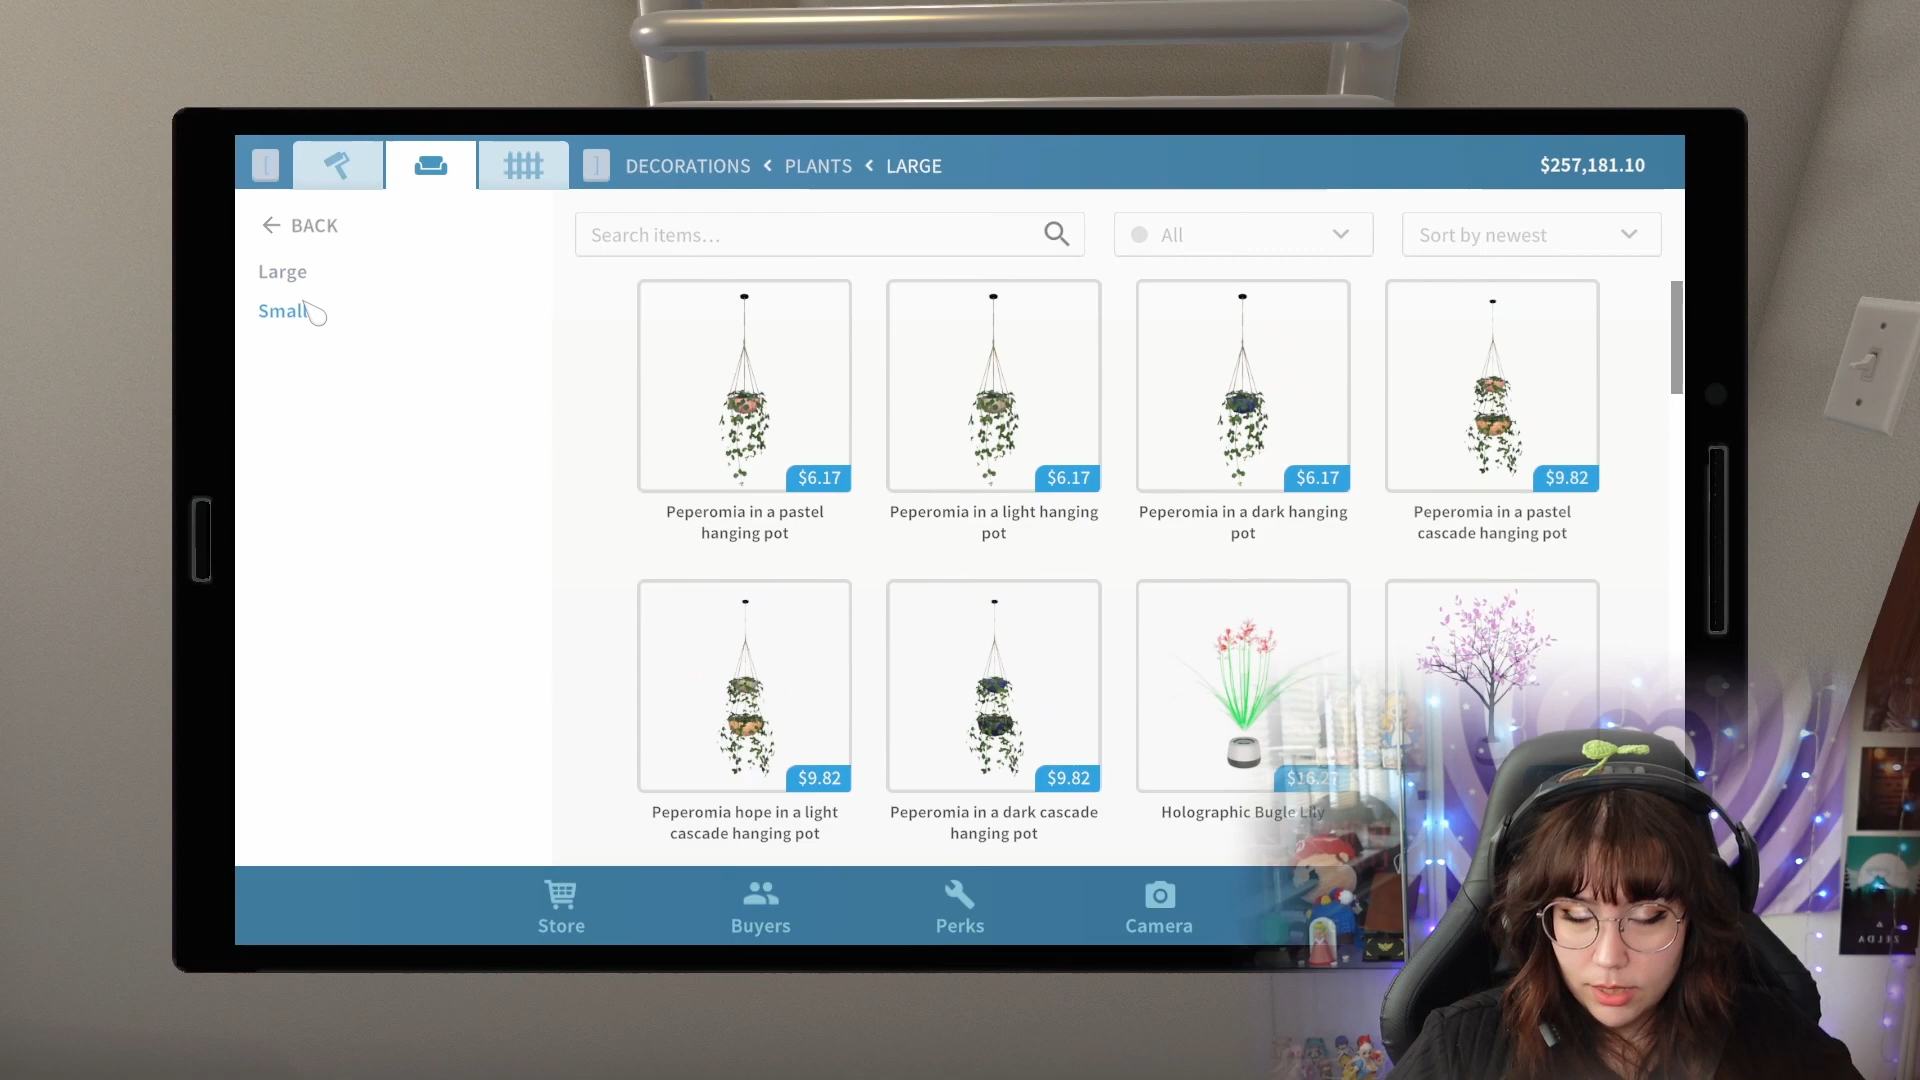 [
]
DECORATIONS < PLANTS < LARGE
$257,181.10
BACK
Large
Small
Search items...
All
Sort by newest
$6.17
$6.17
$6.17
$9.82
Peperomia in a pastel
hanging pot
Peperomia in a light hanging
pot
Peperomia in a dark hanging
pot
Peperomia in a pastel
cascade hanging pot
$9.82
$9.82
$16.27
Peperomia hope in a light
cascade hanging pot
Peperomia in a dark cascade
hanging pot
Holographic Bugle Lily
Store
Buyers
Perks
Camera
ZELDA